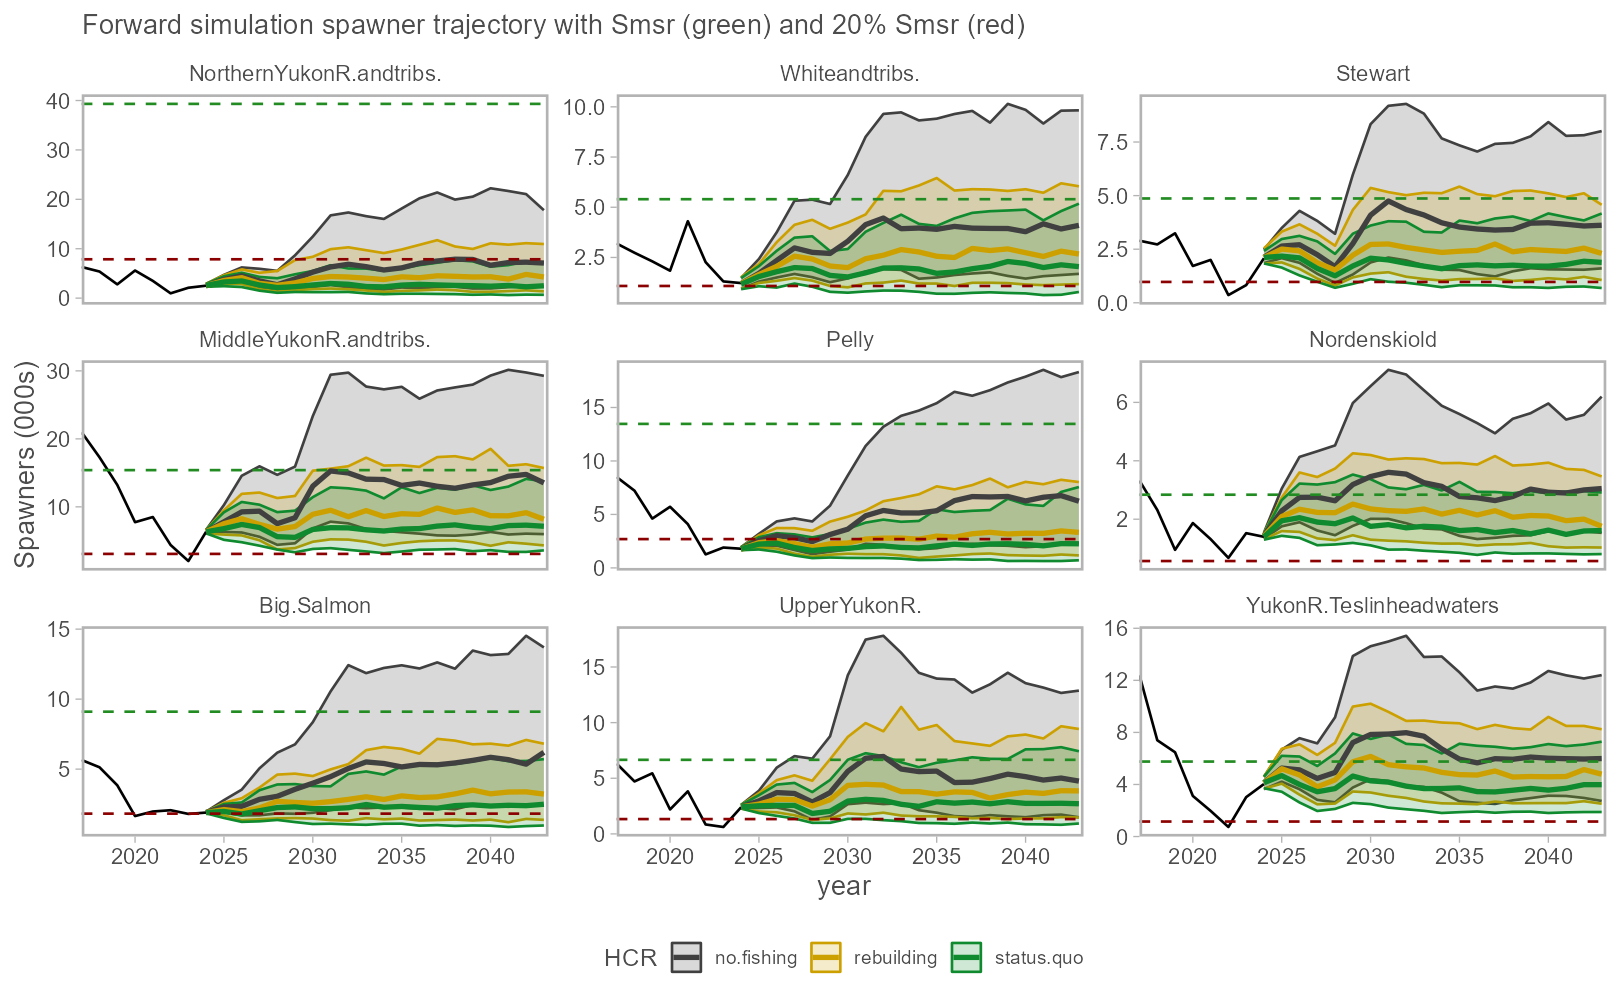 Forward simulation spawner trajectory with Smsr (green) and 20% Smsr (red)
NorthernYukonR.andtribs.
Whiteandtribs.
Stewart
40
30
20
10
0
10.0
7.5
5.0
2.5
7.5
5.0
2.5
0.0
MiddleYukonR.andtribs.
Pelly
Nordenskiold
Spawners (000s)
30
20
10
15
10
5
0
6
4
2
Big.Salmon
UpperYukonR.
YukonR.Teslinheadwaters
15
10
5
15
10
5
0
16
12
8
4
0
2020 2025 2030 2035 2040
2020 2025 2030 2035 2040
2020 2025 2030 2035 2040
year
HCR no.fishing rebuilding status.quo